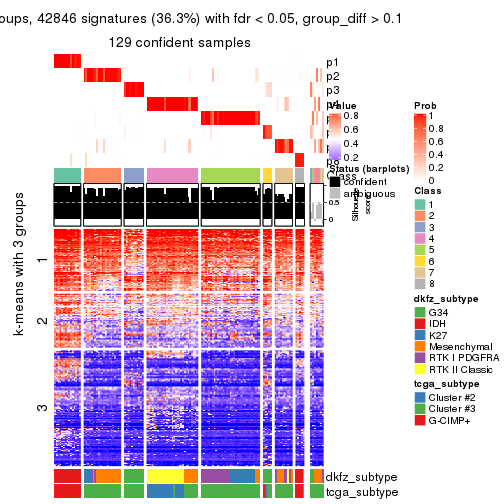 oups, 42846 signatures (36.3%) with fdr < 0.05, group_diff > 0.1
129 confident samples
p1
p2
p3
Value
0.8
0.6
0.4
0.2
Prob
1
0.8
0.6
0.4
0.2
0
Status (barplots)
confident
ambiguous
0.5
0
Silhouette
score
Class
1
2
3
4
5
6
7
8
k-means with 3 groups
1
2
3
dkfz_subtype
G34
IDH
K27
Mesenchymal
RTK I PDGFRA
RTK II Classic
tcga_subtype
Cluster #2
Cluster #3
G-CIMP+
dkfz_subtype
tcga_subtype